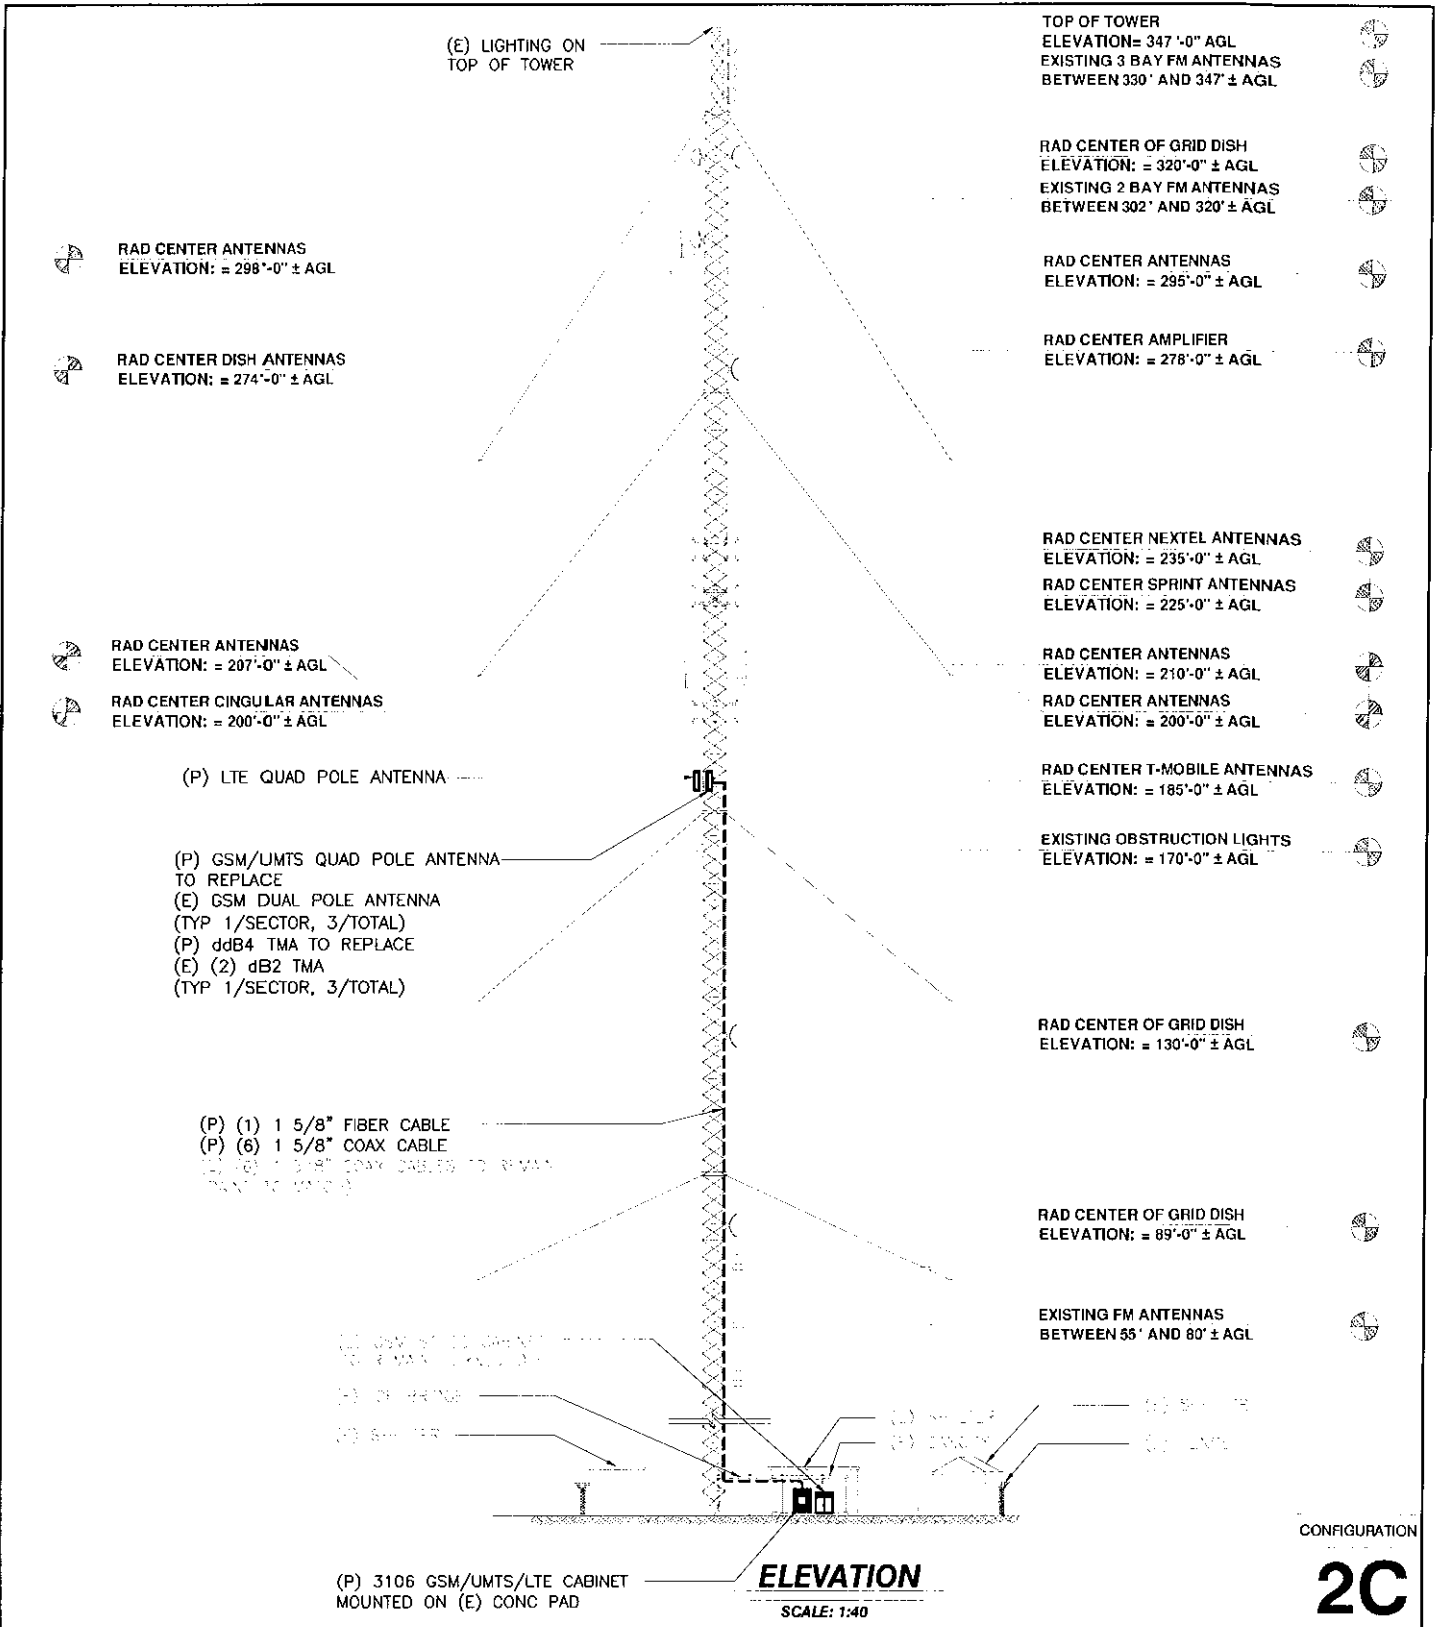 (E) LIGHTING ON
TOP OF TOWER
TOP OF TOWER
ELEVATION= 347 '-0" AGL
EXISTING 3 BAY FM ANTENNAS
BETWEEN 330' AND 347' ± AGL
RAD CENTER OF GRID DISH
ELEVATION: = 320'-0" ± AGL
EXISTING 2 BAY FM ANTENNAS
BETWEEN 302' AND 320' ± AGL
RAD CENTER ANTENNAS
ELEVATION: = 298'-0" ± AGL
RAD CENTER ANTENNAS
ELEVATION: = 295'-0" ± AGL
RAD CENTER AMPLIFIER
ELEVATION: = 278'-0" ± AGL
RAD CENTER DISH ANTENNAS
ELEVATION: = 274'-0" ± AGL
RAD CENTER NEXTEL ANTENNAS
ELEVATION: = 235'-0" ± AGL
RAD CENTER SPRINT ANTENNAS
ELEVATION: = 225'-0" ± AGL
RAD CENTER ANTENNAS
ELEVATION: = 207'-0" ± AGL
RAD CENTER ANTENNAS
ELEVATION: = 210'-0" ± AGL
RAD CENTER CINGULAR ANTENNAS
ELEVATION: = 200'-0" ± AGL
RAD CENTER ANTENNAS
ELEVATION: = 200'-0" ± AGL
(P) LTE QUAD POLE ANTENNA
RAD CENTER T-MOBILE ANTENNAS
ELEVATION: = 185'-0" ± AGL
(P) GSM/UMTS QUAD POLE ANTENNA
TO REPLACE
(E) GSM DUAL POLE ANTENNA
(TYP 1/SECTOR, 3/TOTAL)
(P) ddB4 TMA TO REPLACE
(E) (2) dB2 TMA
(TYP 1/SECTOR, 3/TOTAL)
EXISTING OBSTRUCTION LIGHTS
ELEVATION: = 170'-0" ± AGL
RAD CENTER OF GRID DISH
ELEVATION: = 130'-0" ± AGL
(P) (1) 1 5/8" FIBER CABLE
(P) (6) 1 5/8" COAX CABLE
RAD CENTER OF GRID DISH
ELEVATION: = 89'-0" ± AGL
EXISTING FM ANTENNAS
BETWEEN 55' AND 80' ± AGL
(P) 3106 GSM/UMTS/LTE CABINET
MOUNTED ON (E) CONC PAD
ELEVATION
SCALE: 1:40
CONFIGURATION
2C